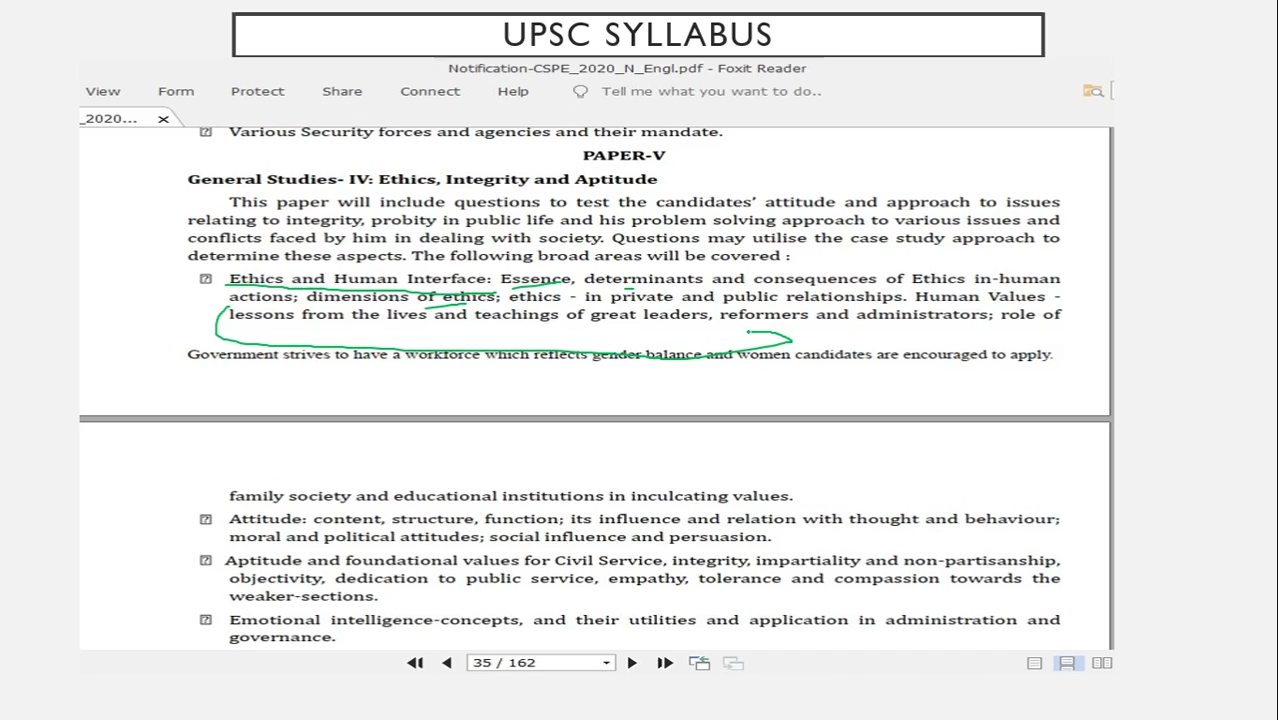 UPSC SYLLABUS
Notification-CSPE_2020_N_Engl.pdf - Foxit Reader
View Form Protect Share Connect Help Tell me what you want to do..
_2020...
Various Security forces and agencies and their mandate.
PAPER-V
General Studies- IV: Ethics, Integrity and Aptitude
This paper will include questions to test the candidates' attitude and approach to issues
relating to integrity, probity in public life and his problem solving approach to various issues and
conflicts faced by him in dealing with society. Questions may utilise the case study approach to
determine these aspects. The following broad areas will be covered :
Ethics and Human Interface: Essence, determinants and consequences of Ethics in-human
actions; dimensions of ethics; ethics - in private and public relationships. Human Values -
lessons from the lives and teachings of great leaders, reformers and administrators; role of
Government strives to have a workforce which reflects gender balance and women candidates are encouraged to apply.
family society and educational institutions in inculcating values.
Attitude: content, structure, function; its influence and relation with thought and behaviour;
moral and political attitudes; social influence and persuasion.
Aptitude and foundational values for Civil Service, integrity, impartiality and non-partisanship,
objectivity, dedication to public service, empathy, tolerance and compassion towards the
weaker-sections.
Emotional intelligence-concepts, and their utilities and application in administration and
governance.
35 / 162